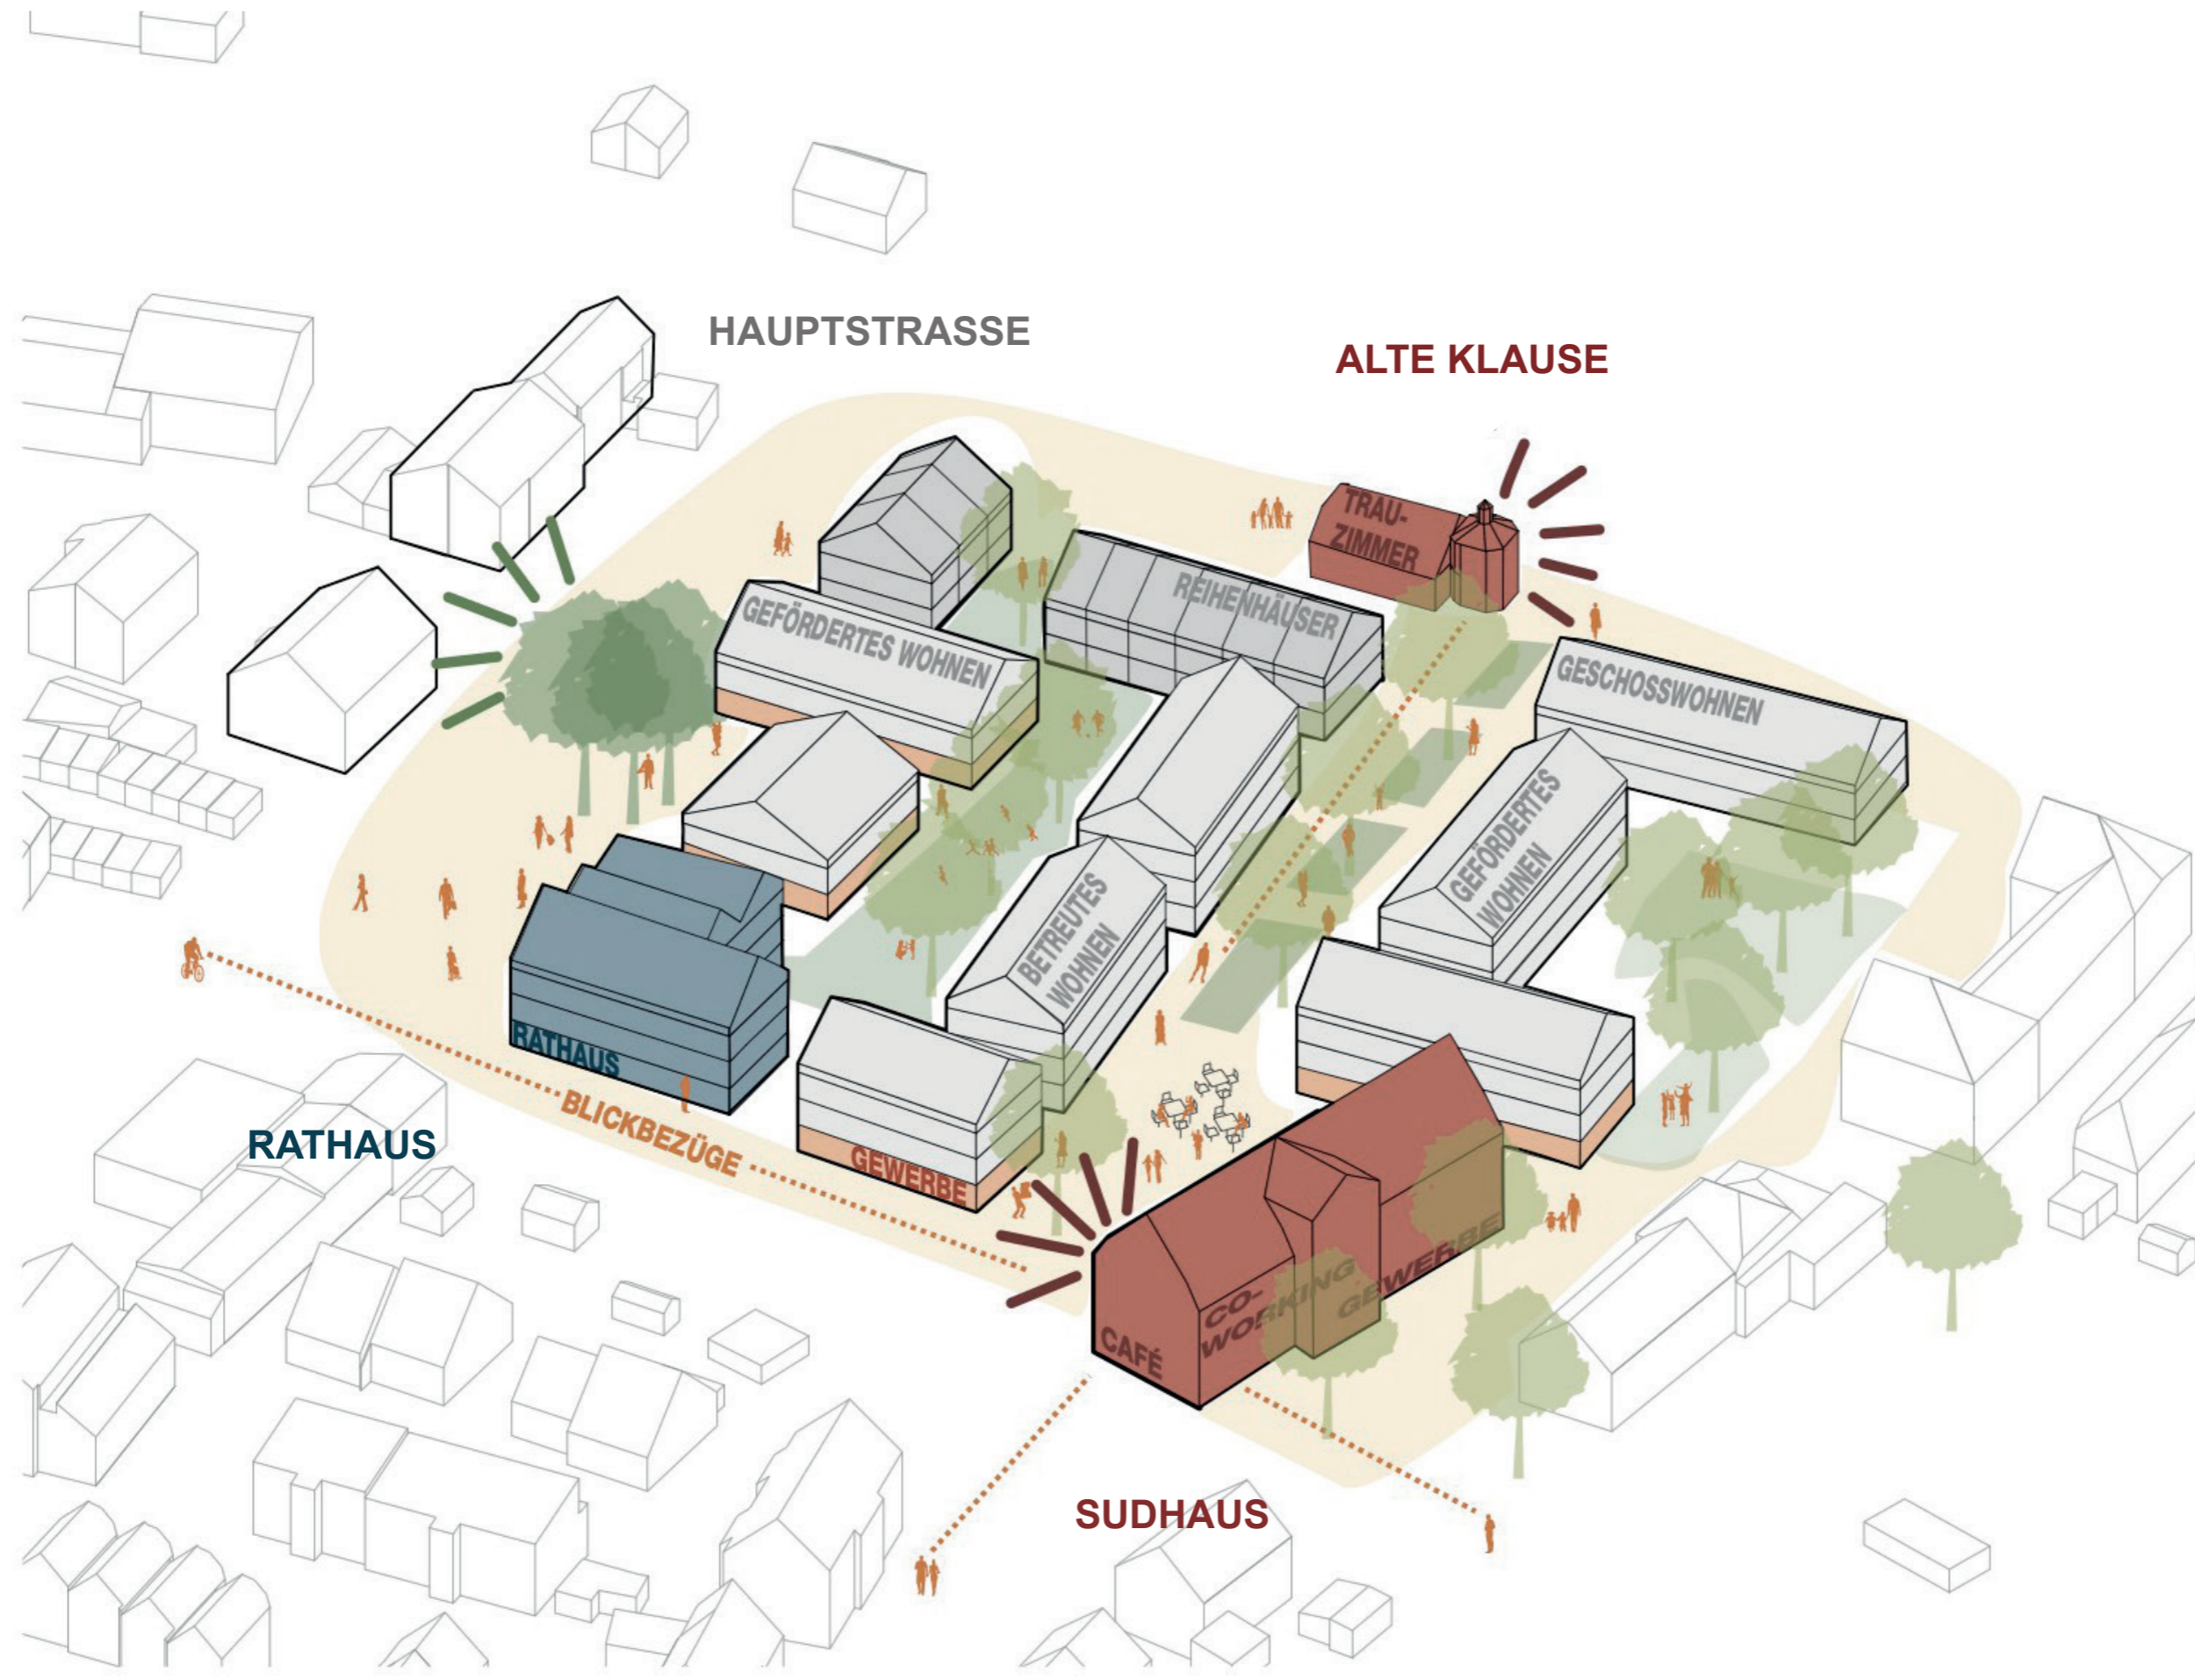 HAUPTSTRASSE
ALTE KLAUSE
TRAU-
ZIMMER
REIHENHÄUSER
GEFÖRDERTES WOHNEN
GESCHOSSWOHNEN
GEFÖRDERTES
WOHNEN
BETREUTES
WOHNEN
RATHAUS
BLICKBEZÜGE
RATHAUS
GEWERBE
CO-
WORKING
GEWERBE
CAFÉ
SUDHAUS